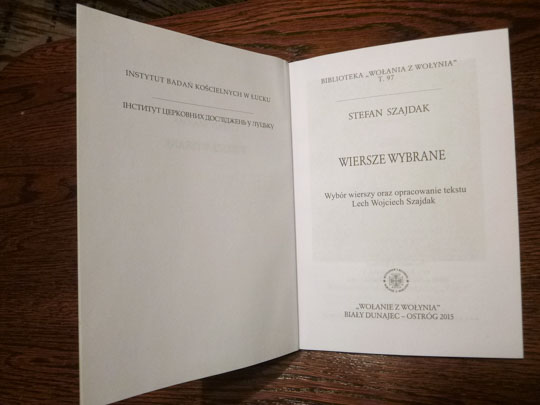 INSTYTUT BADAŃ KOŚCIELNYCH W ŁUCKU
ІНСТИТУТ ЦЕРКОВНИХ ДОСЛІДЖЕНЬ У ЛУЦЬКУ
BIBLIOTEKA „WOŁANIA Z WOŁYNIA”
T. 97
STEFAN SZAJDAK
WIERSZE WYBRANE
Wybór wierszy oraz opracowanie tekstu
Lech Wojciech Szajdak
„WOŁANIE Z WOŁYNIA”
BIAŁY DUNAJEC – OSTRÓG 2015